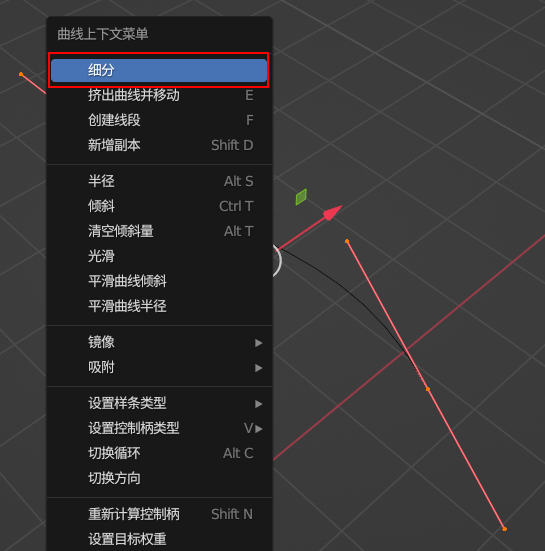 曲线上下文菜单
细分
挤出曲线并移动 E
创建线段 F
新增副本 Shift D
半径 Alt S
倾斜 Ctrl T
清空倾斜量 Alt T
光滑
平滑曲线倾斜
平滑曲线半径
镜像
吸附
设置样条类型
设置控制柄类型 V
切换循环 Alt C
切换方向
重新计算控制柄 Shift N
设置目标权重